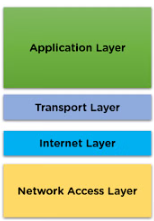 Application Layer
Transport Layer
Internet Layer
Network Access Layer